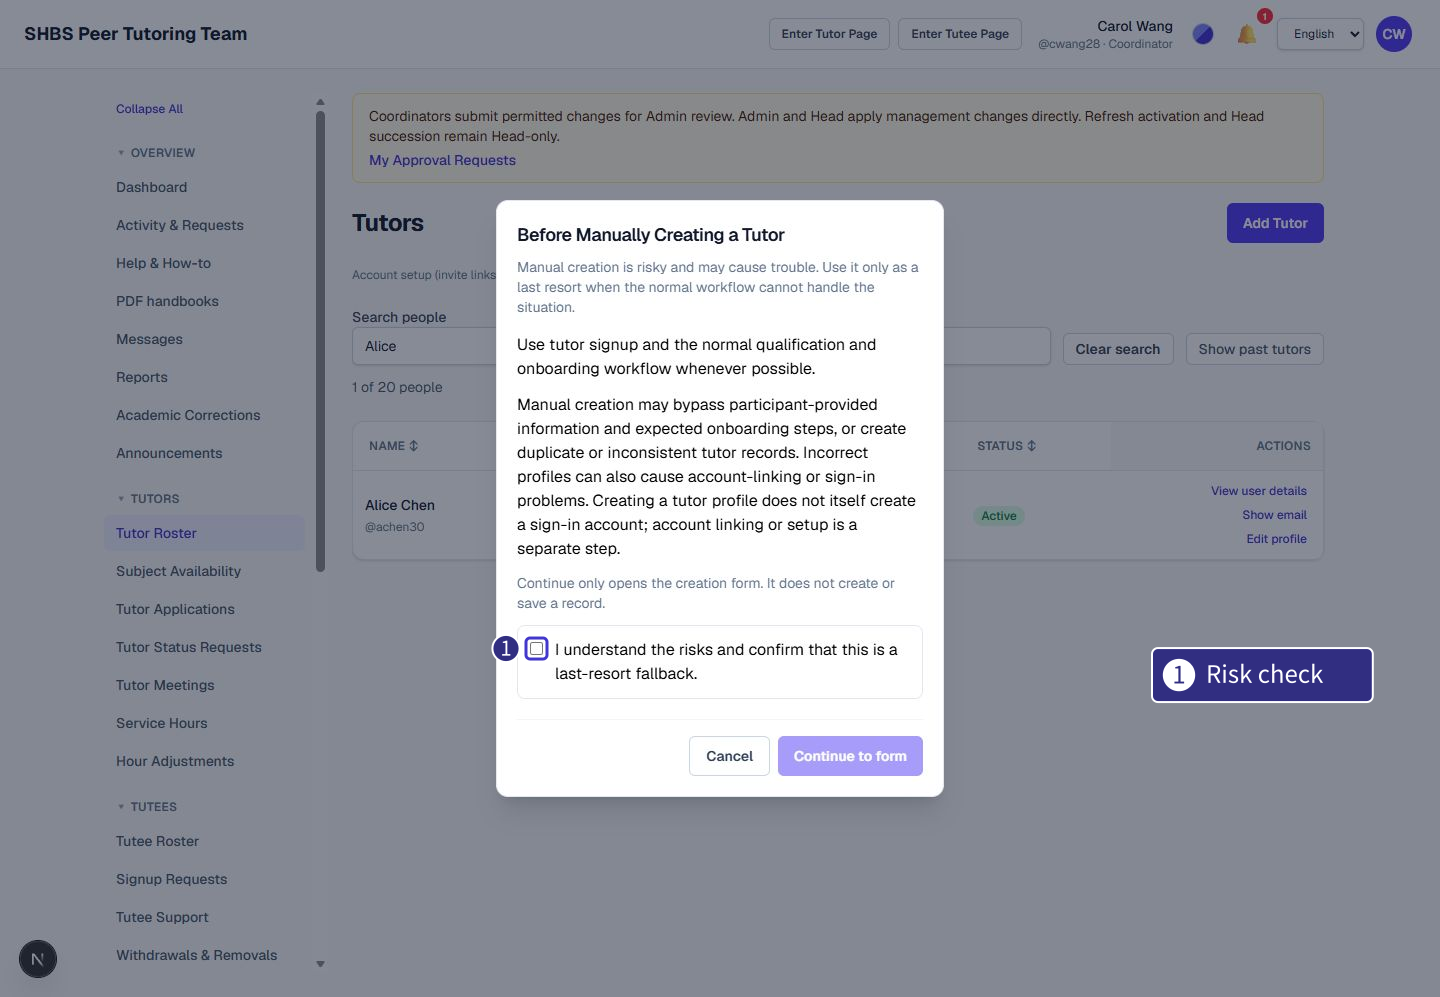 SHBS Peer Tutoring Team
Enter Tutor Page
Enter Tutee Page
Carol Wang
@cwang28 · Coordinator
1
English
CW
Collapse All
OVERVIEW
Dashboard
Activity & Requests
Help & How-to
PDF handbooks
Messages
Reports
Academic Corrections
Announcements
TUTORS
Tutor Roster
Subject Availability
Tutor Applications
Tutor Status Requests
Tutor Meetings
Service Hours
Hour Adjustments
TUTEES
Tutee Roster
Signup Requests
Tutee Support
Withdrawals & Removals
N
Coordinators submit permitted changes for Admin review. Admin and Head apply management changes directly. Refresh activation and Head
succession remain Head-only.
My Approval Requests
Tutors
Add Tutor
Account setup (invite links
Search people
Alice
Clear search
Show past tutors
1 of 20 people
NAME
STATUS
ACTIONS
Alice Chen
@achen30
Active
View user details
Show email
Edit profile
Before Manually Creating a Tutor
Manual creation is risky and may cause trouble. Use it only as a
last resort when the normal workflow cannot handle the
situation.
Use tutor signup and the normal qualification and
onboarding workflow whenever possible.
Manual creation may bypass participant-provided
information and expected onboarding steps, or create
duplicate or inconsistent tutor records. Incorrect
profiles can also cause account-linking or sign-in
problems. Creating a tutor profile does not itself create
a sign-in account; account linking or setup is a
separate step.
Continue only opens the creation form. It does not create or
save a record.
1
I understand the risks and confirm that this is a
last-resort fallback.
Cancel
Continue to form
1 Risk check